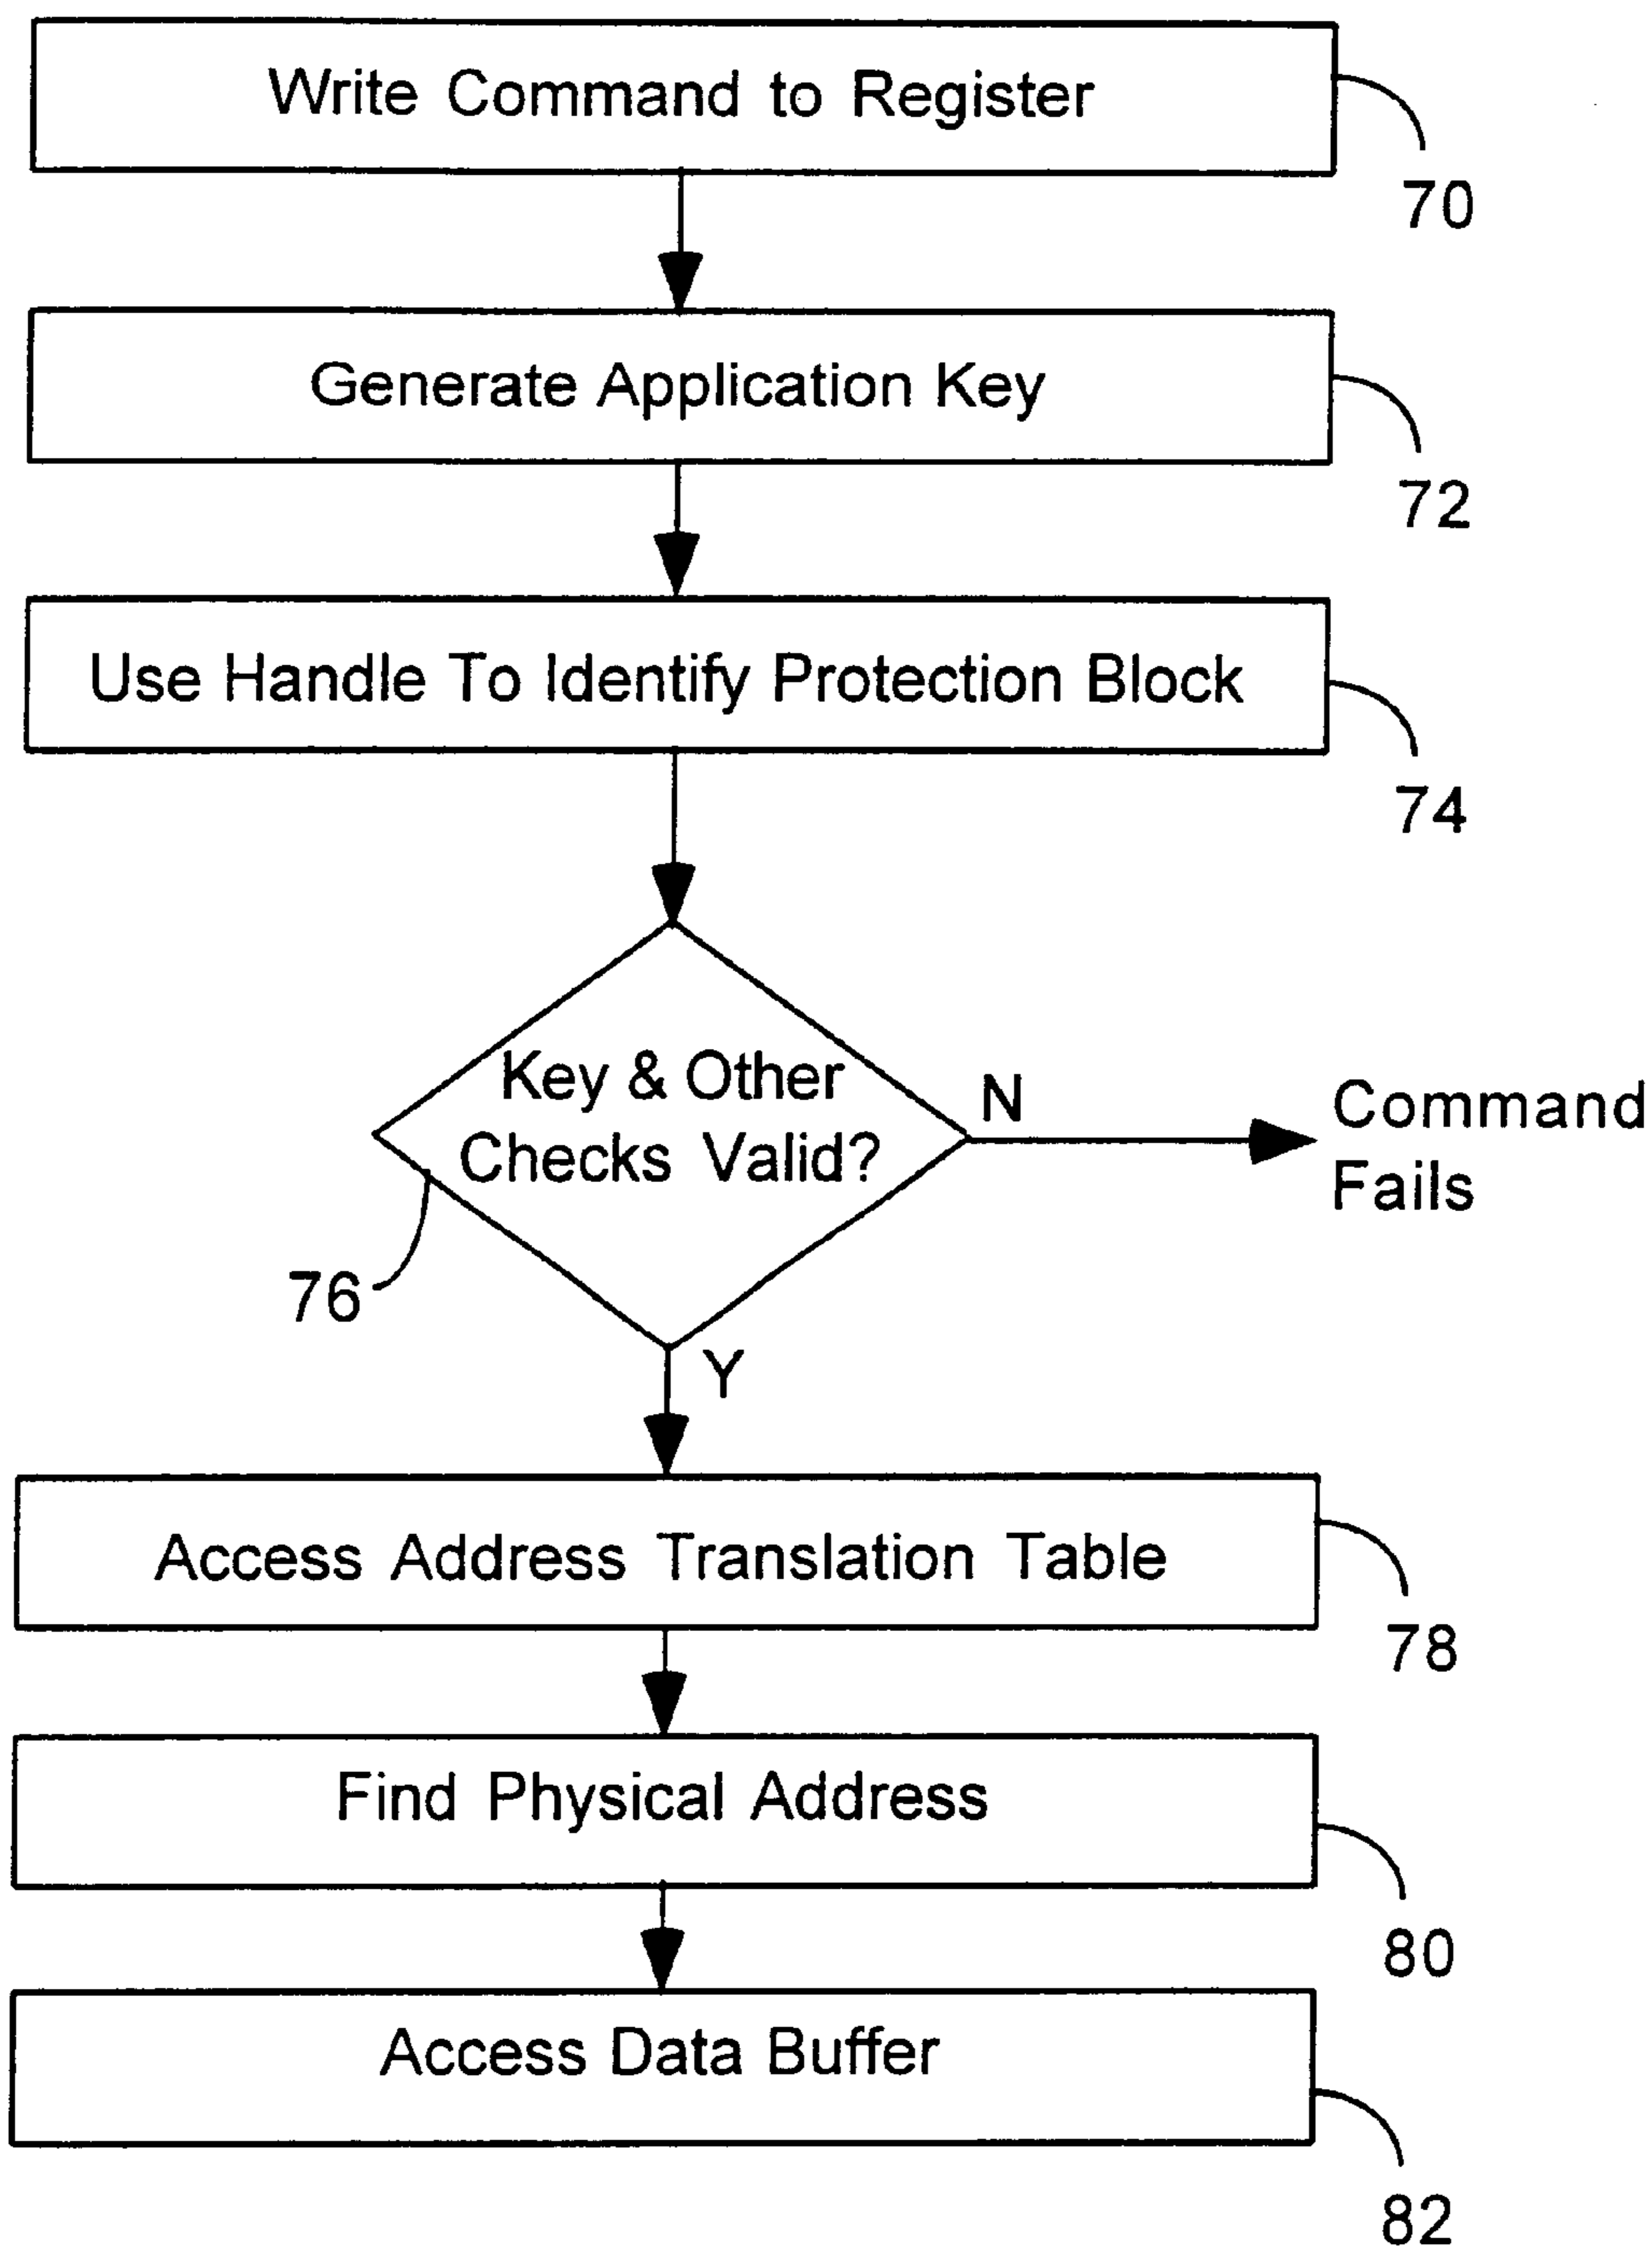 Write Command to Register
70
Generate Application Key
72
Use Handle To Identify Protection Block
74
Key & Other
Checks Valid?
N
Command
Fails
76
Y
Access Address Translation Table
78
Find Physical Address
80
Access Data Buffer
82